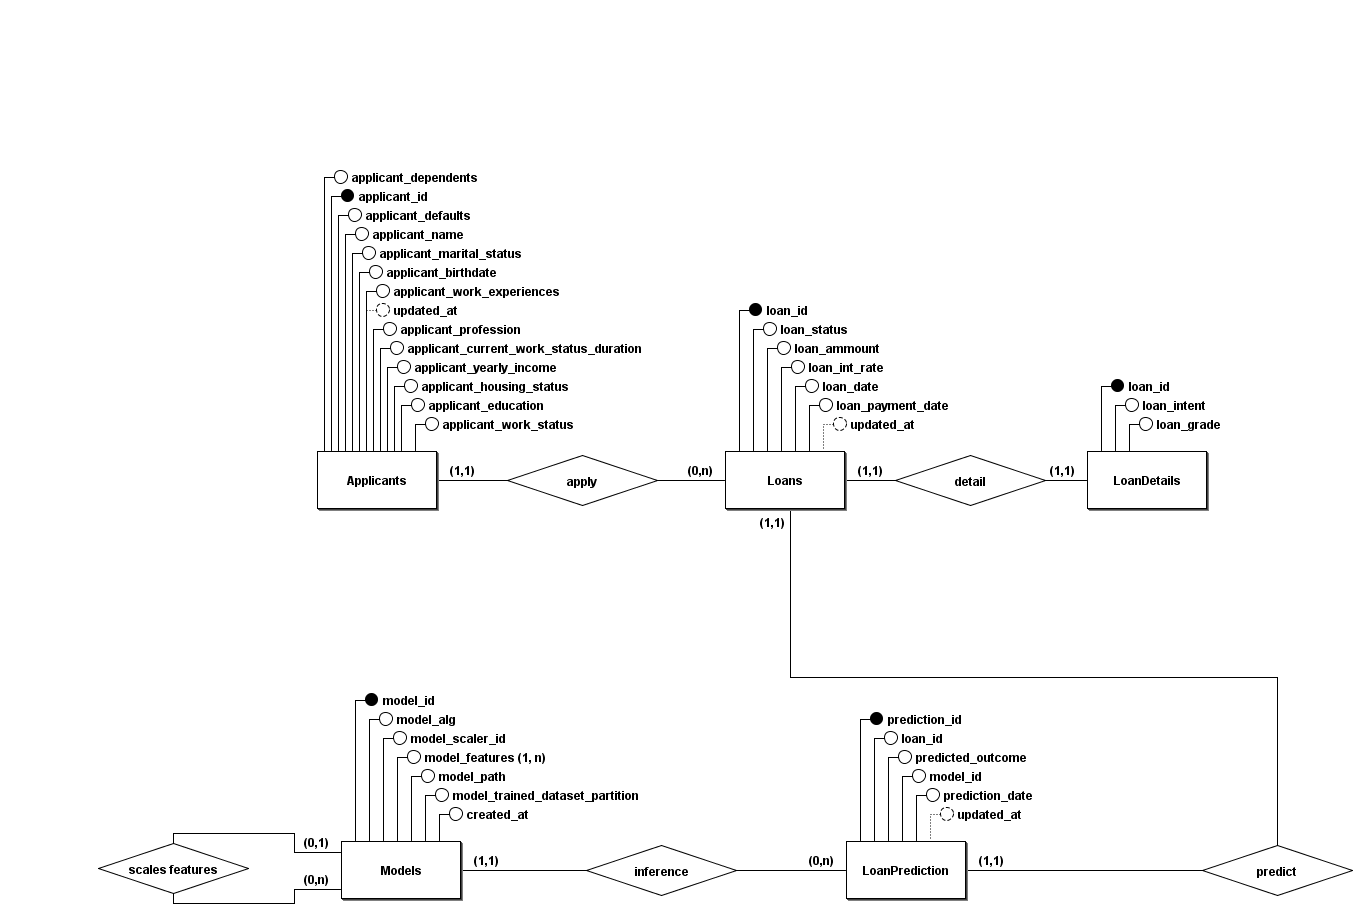 applicant_dependents
applicant_id
applicant_defaults
applicant_name
applicant_marital_status
applicant_birthdate
applicant_work_experiences
updated_at
applicant_profession
applicant_current_work_status_duration
applicant_yearly_income
applicant_housing_status
applicant_education
applicant_work_status
Applicants
(1,1)
apply
(0,n)
loan_id
loan_status
loan_ammount
loan_int_rate
loan_date
loan_payment_date
updated_at
Loans
(1,1)
(1,1)
detail
(1,1)
loan_id
loan_intent
loan_grade
LoanDetails
model_id
model_alg
model_scaler_id
model_features (1, n)
model_path
model_trained_dataset_partition
created_at
scales features
(0,1)
(0,n)
Models
(1,1)
inference
(0,n)
prediction_id
loan_id
predicted_outcome
model_id
prediction_date
updated_at
LoanPrediction
(1,1)
predict